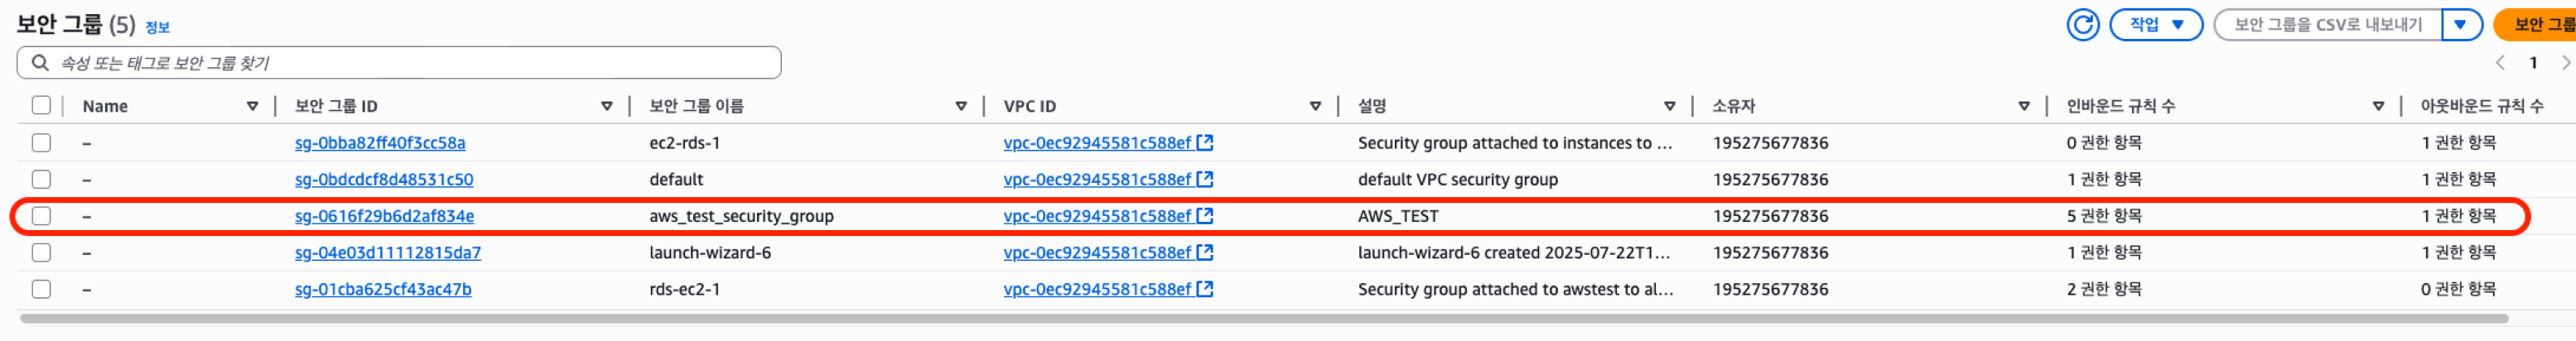 보안 그룹 (5) 정보 작업 보안 그룹을 CSV로 내보내기 보안 그룹
속성 또는 태그로 보안 그룹 찾기 1
Name 보안 그룹 ID 보안 그룹 이름 VPC ID 설명 소유자 인바운드 규칙 수 아웃바운드 규칙 수
– sg-0bba82ff40f3cc58a ec2-rds-1 vpc-0ec92945581c588ef Security group attached to instances to ... 195275677836 0 권한 항목 1 권한 항목
– sg-0bdcdcf8d48531c50 default vpc-0ec92945581c588ef default VPC security group 195275677836 1 권한 항목 1 권한 항목
– sg-0616f29b6d2af834e aws_test_security_group vpc-0ec92945581c588ef AWS_TEST 195275677836 5 권한 항목 1 권한 항목
– sg-04e03d11112815da7 launch-wizard-6 vpc-0ec92945581c588ef launch-wizard-6 created 2025-07-22T1... 195275677836 1 권한 항목 1 권한 항목
– sg-01cba625cf43ac47b rds-ec2-1 vpc-0ec92945581c588ef Security group attached to awstest to al... 195275677836 2 권한 항목 0 권한 항목